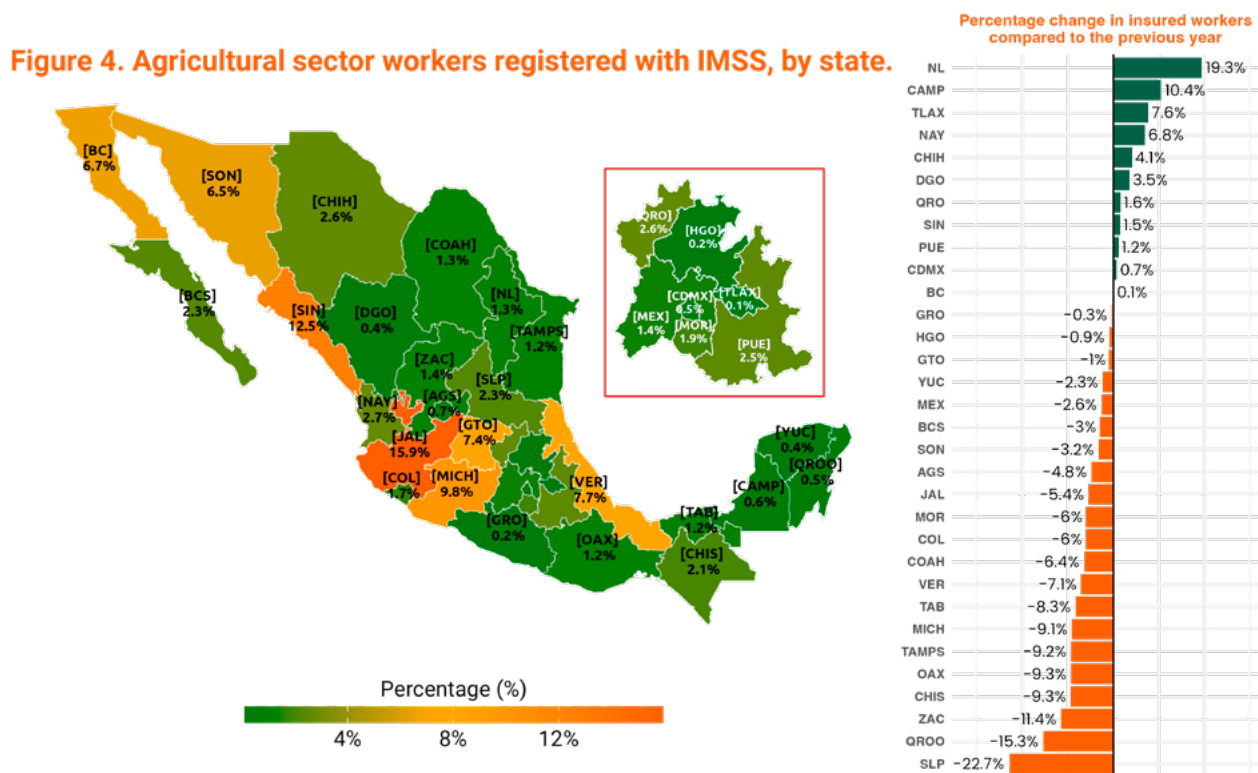 Figure 4. Agricultural sector workers registered with IMSS, by state.
[BC]
6.7%
[SON]
6.5%
[CHIH]
2.6%
[COAH]
1.3%
[BCS]
2.3%
[SIN]
12.5%
[DGO]
0.4%
[NL]
1.3%
[TAMPS]
1.2%
[ZAC]
1.4%
[SLP]
2.3%
[NAY]
2.7%
[AGS]
0.7%
[JAL]
15.9%
[GTO]
7.4%
[COL]
1.7%
[MICH]
9.8%
[VER]
7.7%
[GRO]
0.2%
[OAX]
1.2%
[TAB]
1.2%
[CHIS]
2.1%
[CAMP]
0.6%
[YUC]
0.4%
[QROO]
0.5%
[QRO]
2.6%
[HGO]
0.2%
[CDMX]
6.5%
[TLAX]
0.1%
[MEX]
1.4%
[MOR]
1.9%
[PUE]
2.5%
Percentage (%)
4% 8% 12%
Percentage change in insured workers
compared to the previous year
NL 19.3%
CAMP 10.4%
TLAX 7.6%
NAY 6.8%
CHIH 4.1%
DGO 3.5%
QRO 1.6%
SIN 1.5%
PUE 1.2%
CDMX 0.7%
BC 0.1%
GRO -0.3%
HGO -0.9%
GTO -1%
YUC -2.3%
MEX -2.6%
BCS -3%
SON -3.2%
AGS -4.8%
JAL -5.4%
MOR -6%
COL -6%
COAH -6.4%
VER -7.1%
TAB -8.3%
MICH -9.1%
TAMPS -9.2%
OAX -9.3%
CHIS -9.3%
ZAC -11.4%
QROO -15.3%
SLP -22.7%